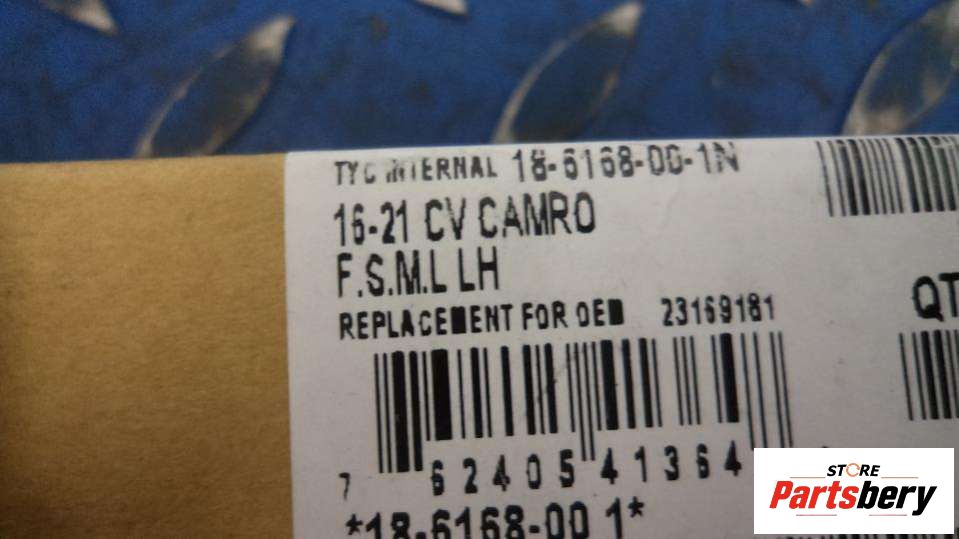 TYC INTERNAL 18-6168-00-1N
16-21 CV CAMRO
F.S.M.L LH
REPLACEMENT FOR OEM 23169181
QT
7 62405 41364
*18-6168-00 1*
STORE
Partsbery